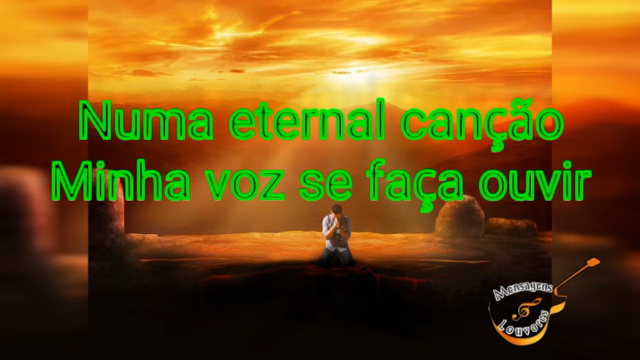 Numa eternal canção
Minha voz se faça ouvir
Mensagens
Louvores